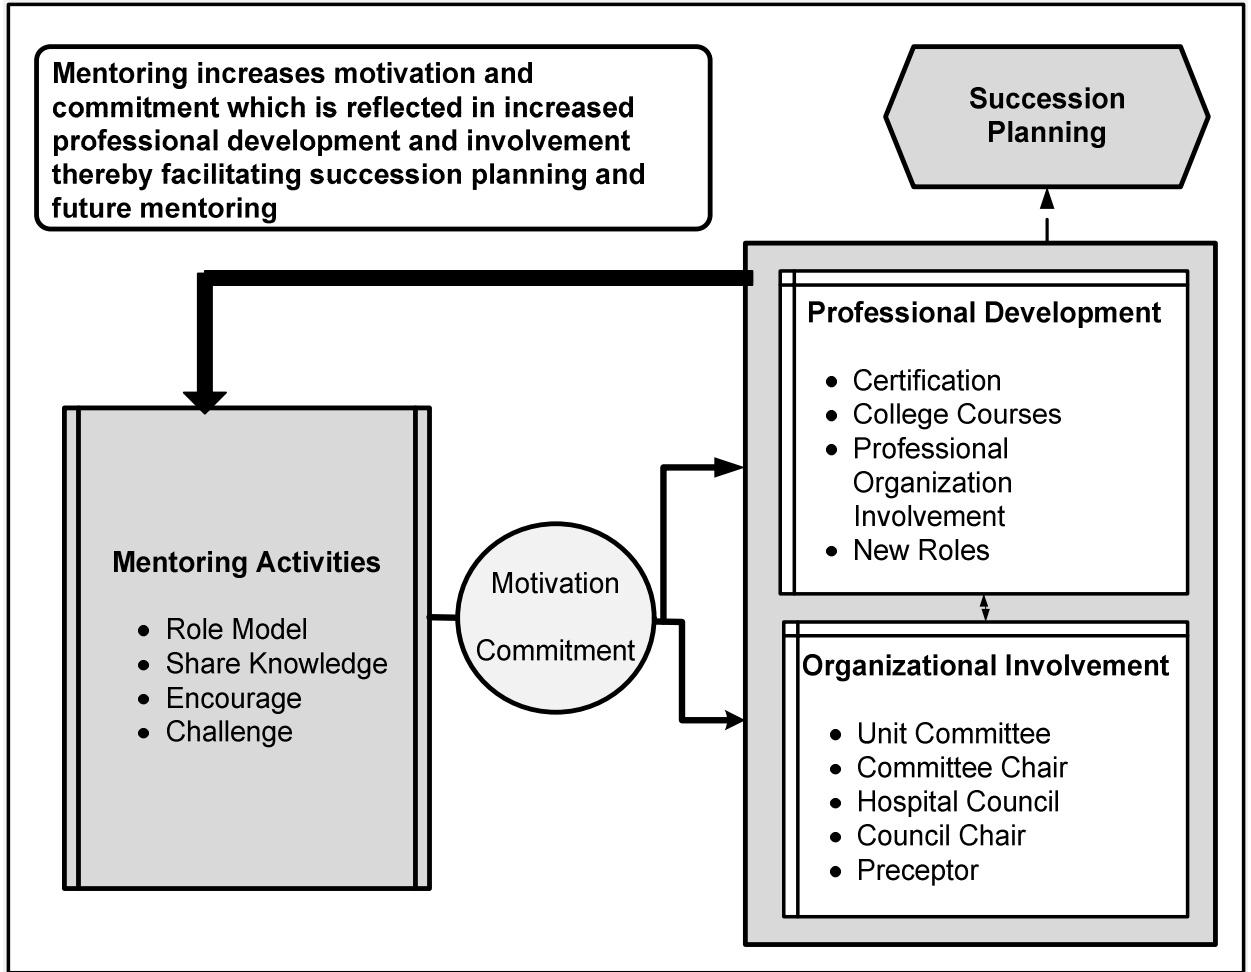 Mentoring increases motivation and
commitment which is reflected in increased
professional development and involvement
thereby facilitating succession planning and
future mentoring
Succession
Planning
Professional Development
• Certification
• College Courses
• Professional
Organization
Involvement
• New Roles
Mentoring Activities
• Role Model
• Share Knowledge
• Encourage
• Challenge
Motivation
Commitment
Organizational Involvement
• Unit Committee
• Committee Chair
• Hospital Council
• Council Chair
• Preceptor